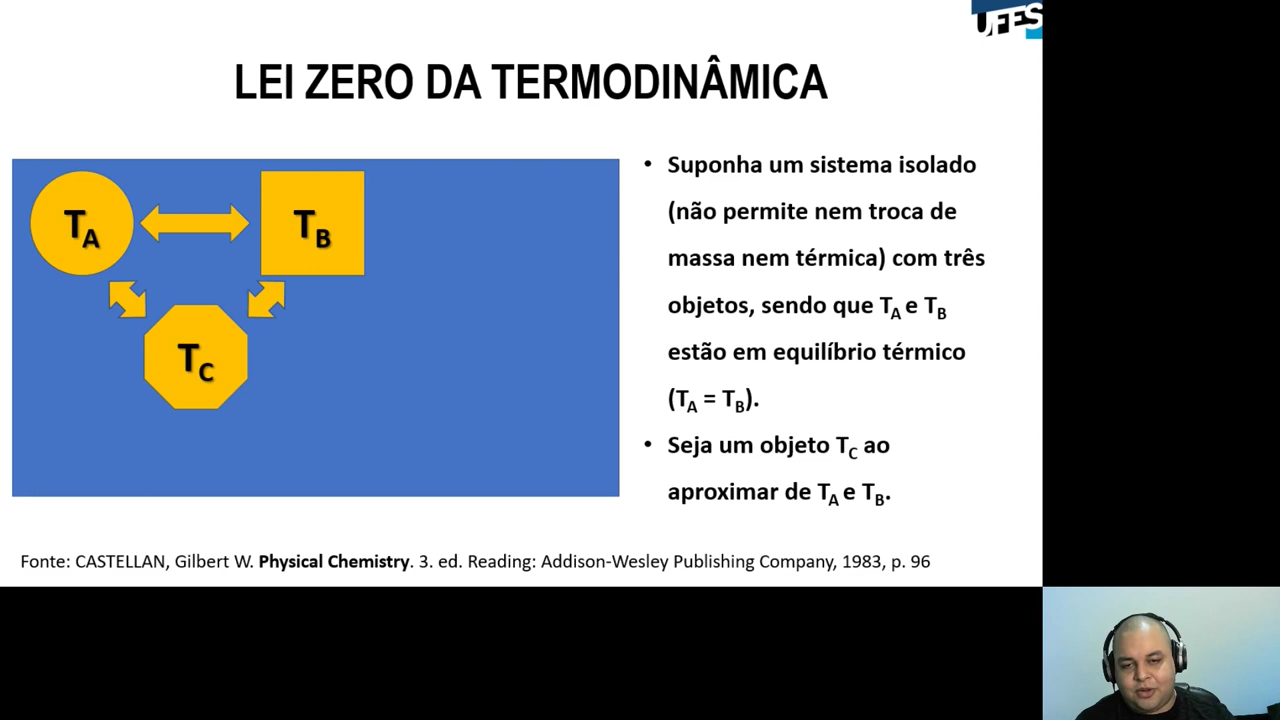 UFES
LEI ZERO DA TERMODINÂMICA
T_A
T_B
T_C
• Suponha um sistema isolado
(não permite nem troca de
massa nem térmica) com três
objetos, sendo que T_A e T_B
estão em equilíbrio térmico
(T_A = T_B).
• Seja um objeto T_C ao
aproximar de T_A e T_B.
Fonte: CASTELLAN, Gilbert W. Physical Chemistry. 3. ed. Reading: Addison-Wesley Publishing Company, 1983, p. 96